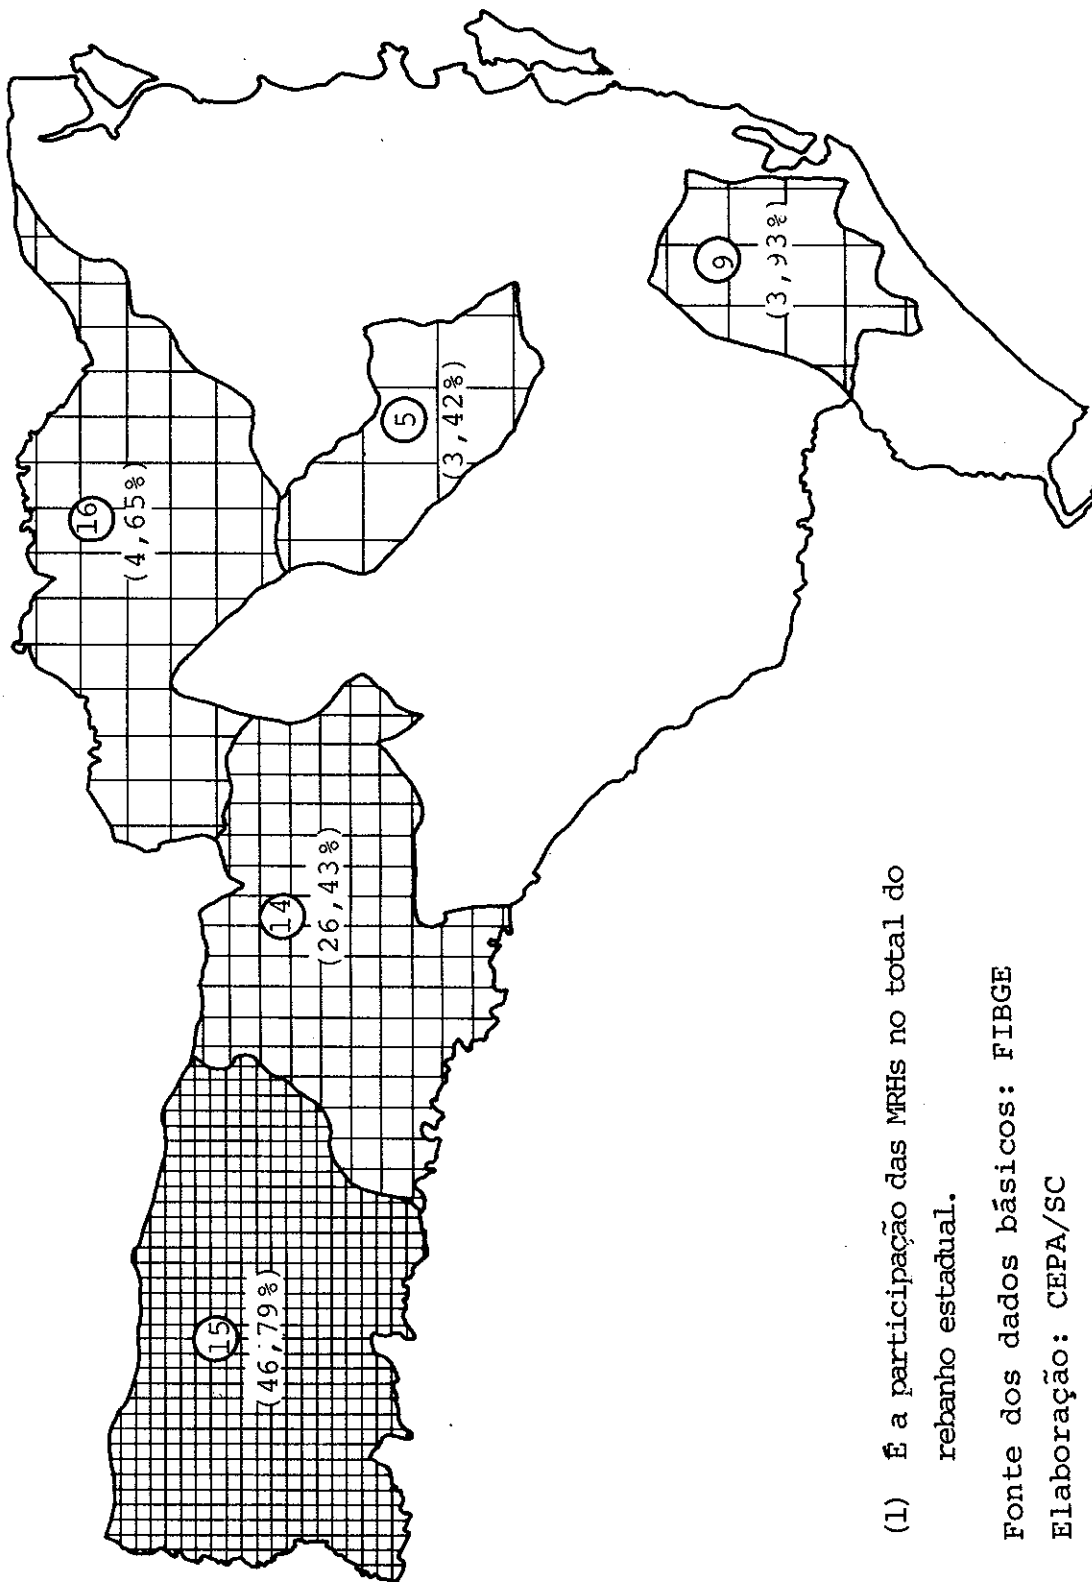 16
(4,65%)
5
(3,42%)
9
(3,93%)
14
(26,43%)
15
(46,79%)
(1) É a participação das MRHs no total do
rebanho estadual.
Fonte dos dados básicos: FIBGE
Elaboração: CEPA/SC